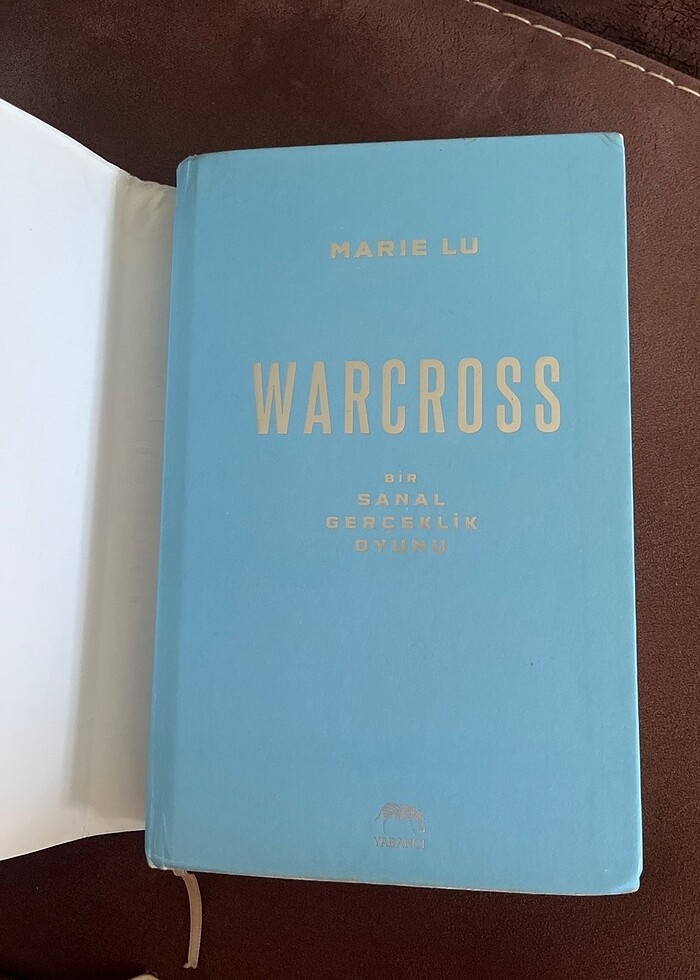 MARIE LU
WARCROSS
BİR
SANAL
GERÇEKLİK
OYUNU
YABANCI